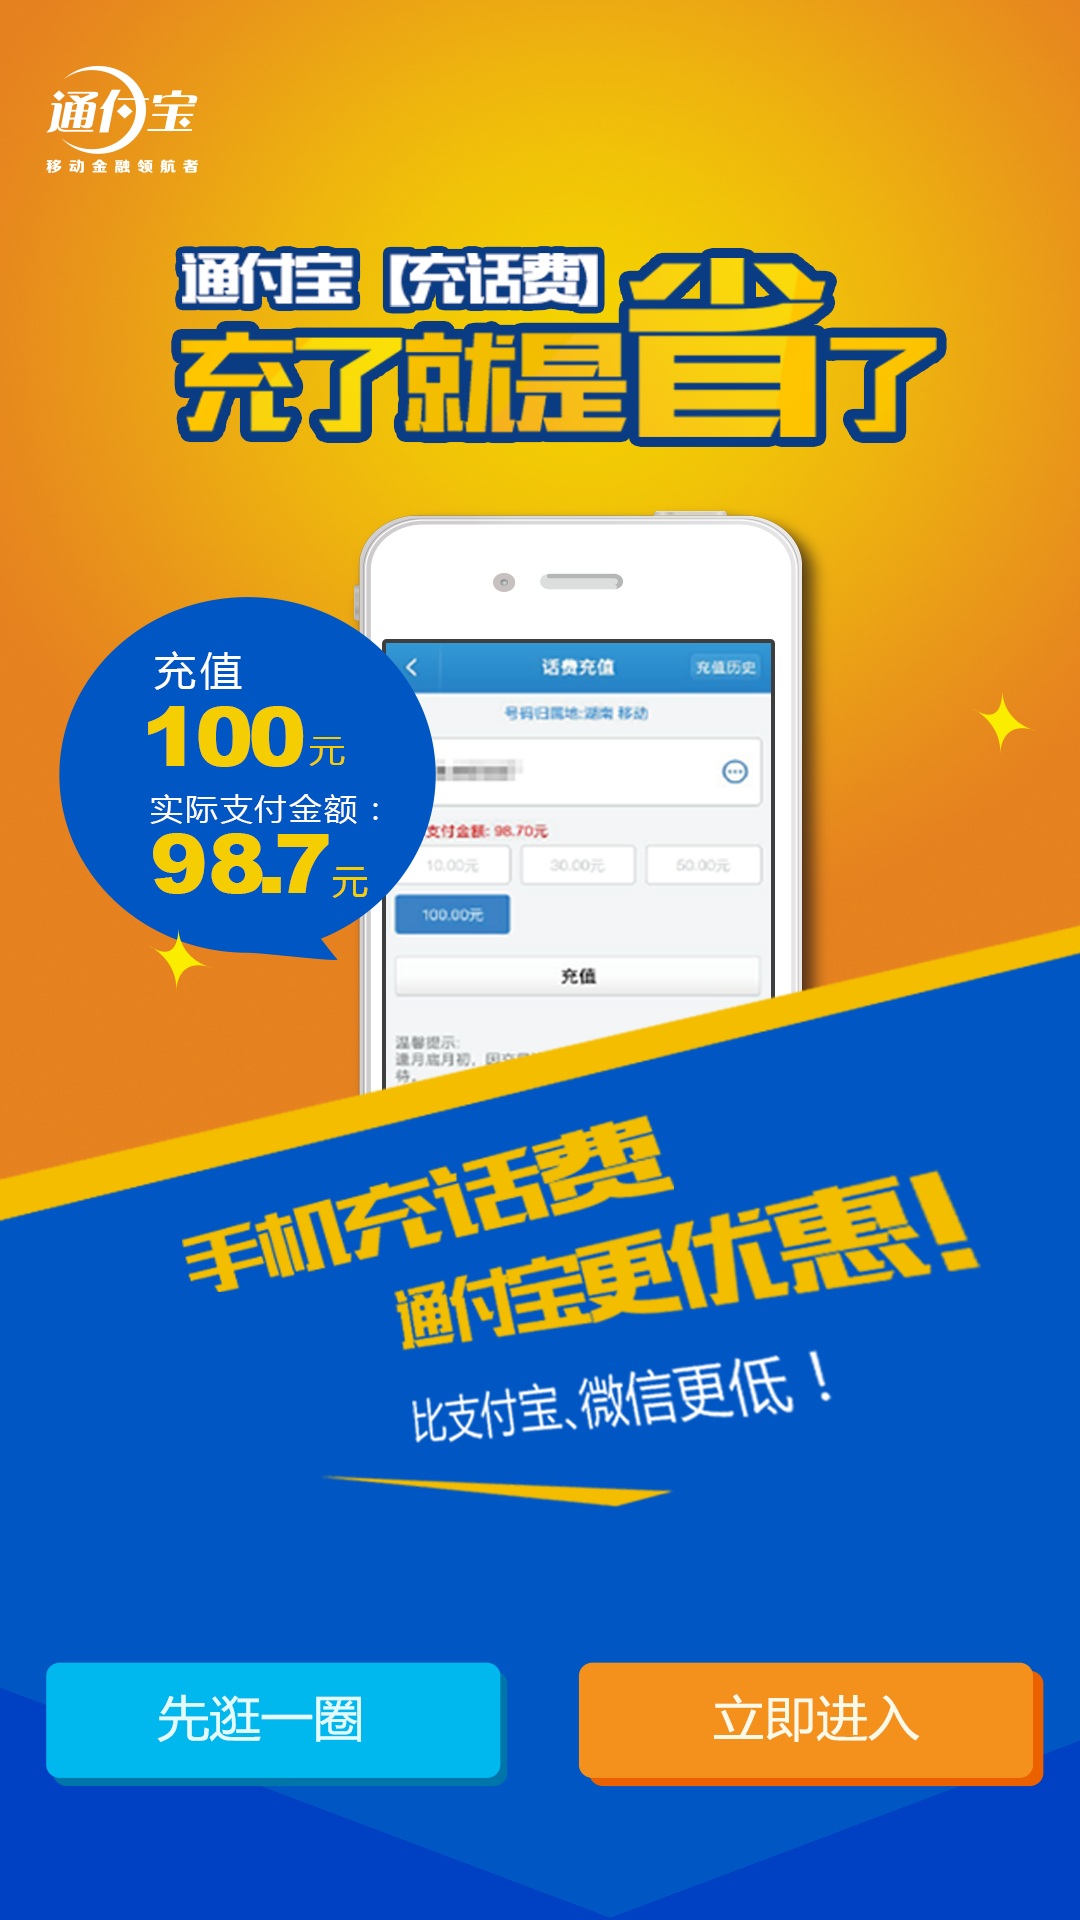 通付宝
移动金融领航者
通付宝【充话费】
充了就是省了
话费充值
充值历史
号码归属地:湖南 移动
充值
100元
实际支付金额：
98.7元
支付金额: 98.70元
10.00元
30.00元
50.00元
100.00元
充值
温馨提示:
逢月底月初，因充
待。
手机充话费
通付宝更优惠！
比支付宝、微信更低！
先逛一圈
立即进入